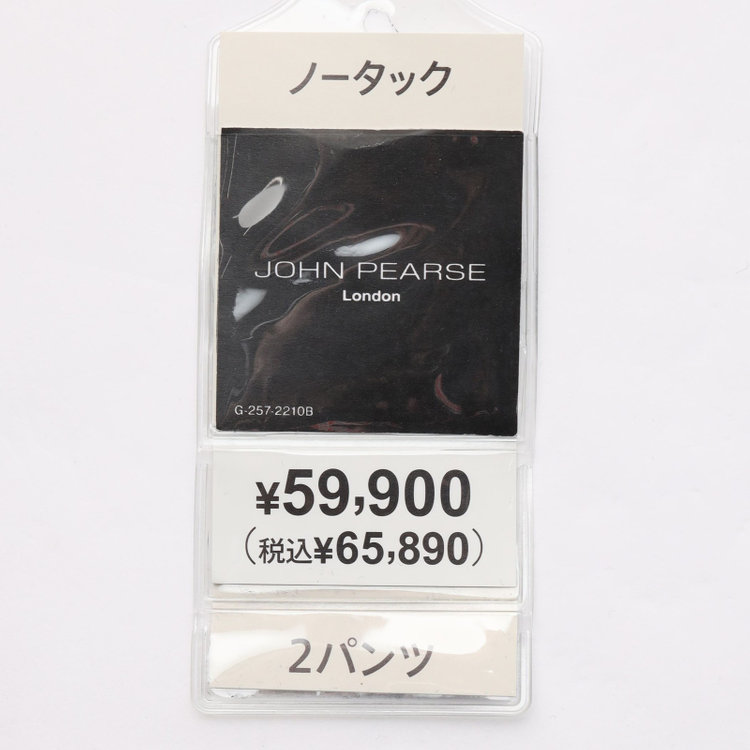 ノータック
JOHN PEARSE
London
G-257-2210B
¥59,900
（税込¥65,890）
2パンツ